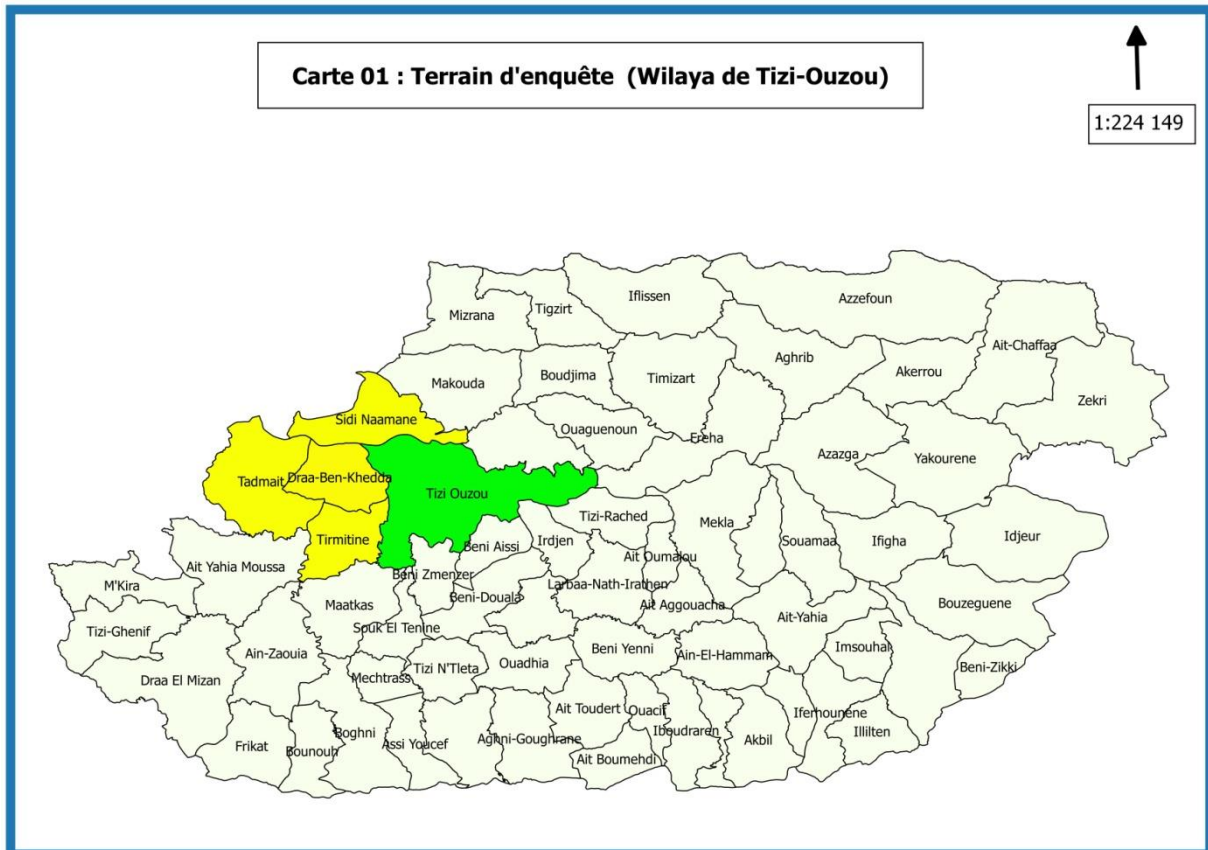 Carte 01 : Terrain d'enquête (Wilaya de Tizi-Ouzou)
1:224 149
Iflissen
Azzefoun
Tigzirt
Mizrana
Ait-Chaffaa
Aghrib
Akerrou
Boudjima
Timizart
Makouda
Zekri
Sidi Naamane
Ouaguenoun
Freha
Azazga
Yakourene
Draa-Ben-Khedda
Tadmait
Tizi Ouzou
Tizi-Rached
Mekla
Idjeur
Tirmitine
Irdjen
Souamaa
Ifigha
Beni Aissi
Ait Oumalou
Ait Yahia Moussa
Beni Zmenzer
M'Kira
Larbaa-Nath-Irathen
Beni-Douala
Maatkas
Ait Aggouacha
Bouzeguene
Ait-Yahia
Souk El Tenine
Tizi-Ghenif
Imsouhal
Beni Yenni
Ain-Zaouia
Ain-El-Hammam
Ouadhia
Tizi N'Tleta
Beni-Zikki
Mechtrass
Draa El Mizan
Ait Toudert
Ouacif
Iferhounene
Iboudraren
Illilten
Boghni
Akbil
Assi Youcef
Aghni-Goughrane
Frikat
Bounouh
Ait Boumehdi